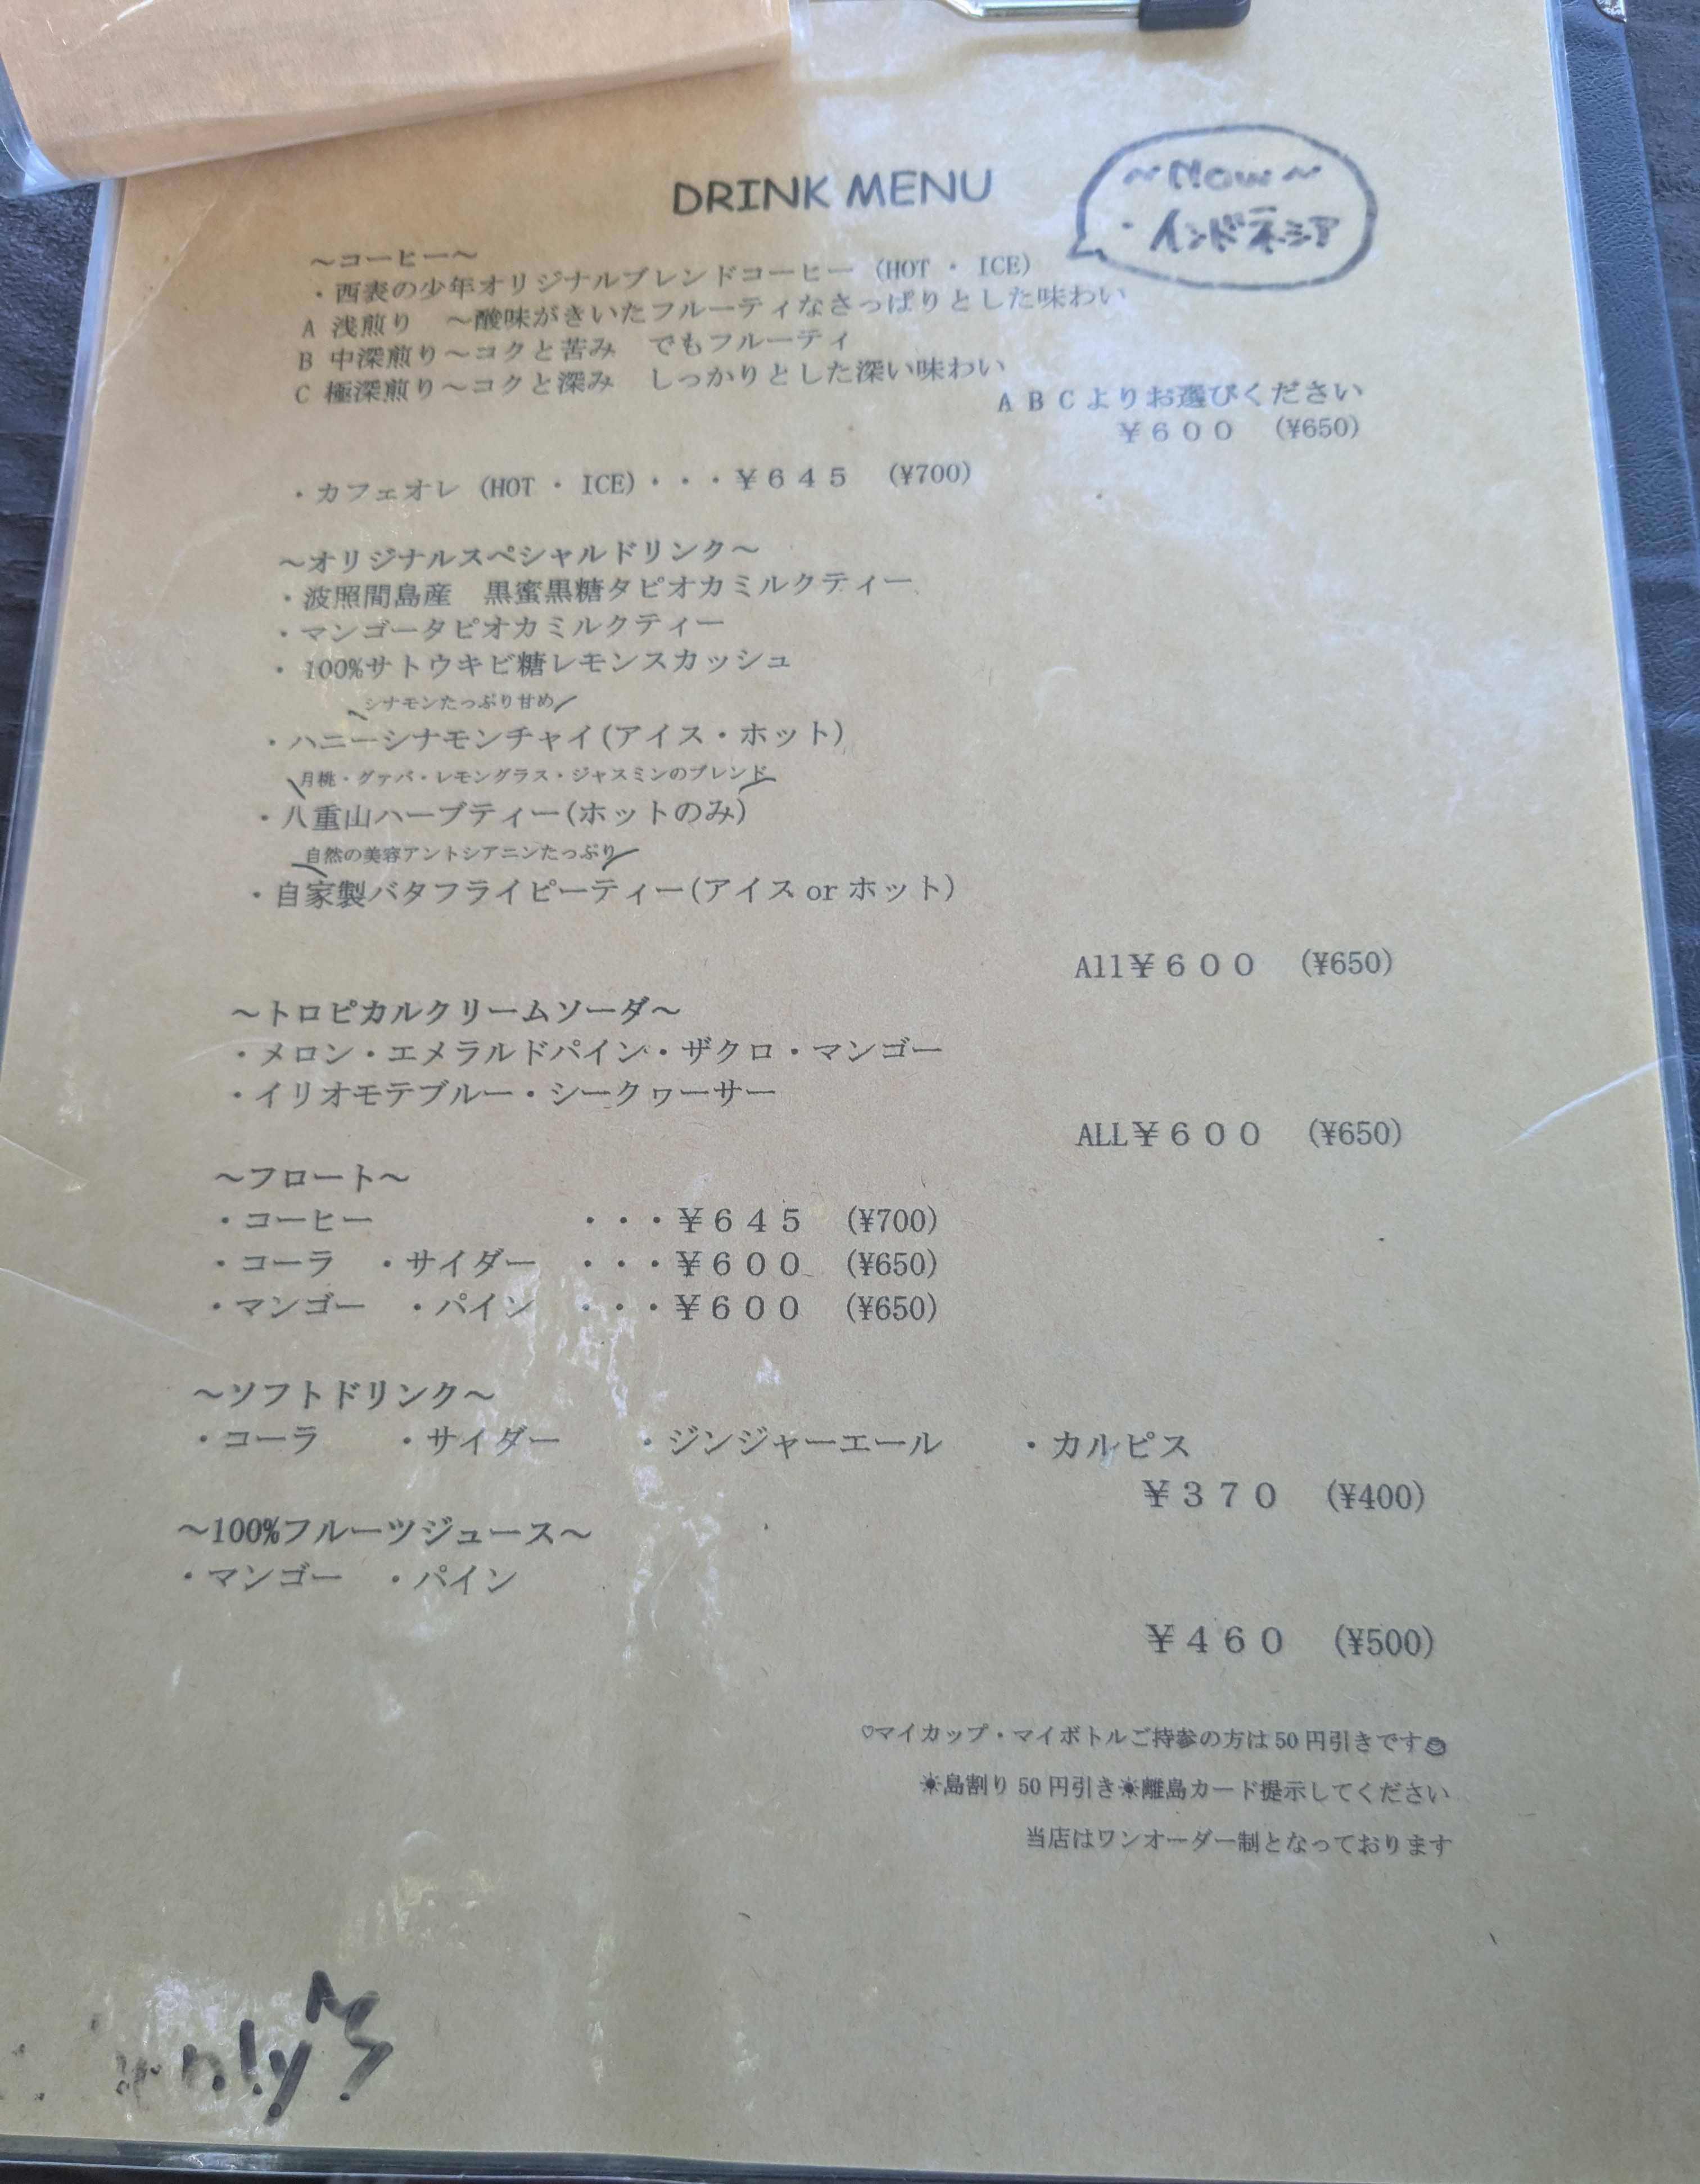 DRINK MENU
~Now~
・インドネシア
～コーヒー～
・西表の少年オリジナルブレンドコーヒー (HOT ・ ICE)
A 浅煎り　～酸味がきいたフルーティなさっぱりとした味わい
B 中深煎り～コクと苦み　でもフルーティ
C 極深煎り～コクと深み　しっかりとした深い味わい
ＡＢＣよりお選びください
￥６００　(¥650)
・カフェオレ (HOT ・ ICE)・・・￥６４５　(¥700)
～オリジナルスペシャルドリンク～
・波照間島産　黒蜜黒糖タピオカミルクティー
・マンゴータピオカミルクティー
・100%サトウキビ糖レモンスカッシュ
シナモンたっぷり甘め
・ハニーシナモンチャイ(アイス・ホット)
月桃・グァバ・レモングラス・ジャスミンのブレンド
・八重山ハーブティー(ホットのみ)
自然の美容アントシアニンたっぷり
・自家製バタフライピーティー(アイス or ホット)
All￥６００　(¥650)
～トロピカルクリームソーダ～
・メロン・エメラルドパイン・ザクロ・マンゴー
・イリオモテブルー・シークヮーサー
ALL￥６００　(¥650)
～フロート～
・コーヒー　　　・・・￥６４５　(¥700)
・コーラ　・サイダー　・・・￥６００　(¥650)
・マンゴー　・パイン　・・・￥６００　(¥650)
～ソフトドリンク～
・コーラ　　・サイダー　　・ジンジャーエール　　・カルピス
￥３７０　(¥400)
～100%フルーツジュース～
・マンゴー　・パイン
￥４６０　(¥500)
♡マイカップ・マイボトルご持参の方は 50 円引きです
☀島割り 50 円引き☀離島カード提示してください
当店はワンオーダー制となっております